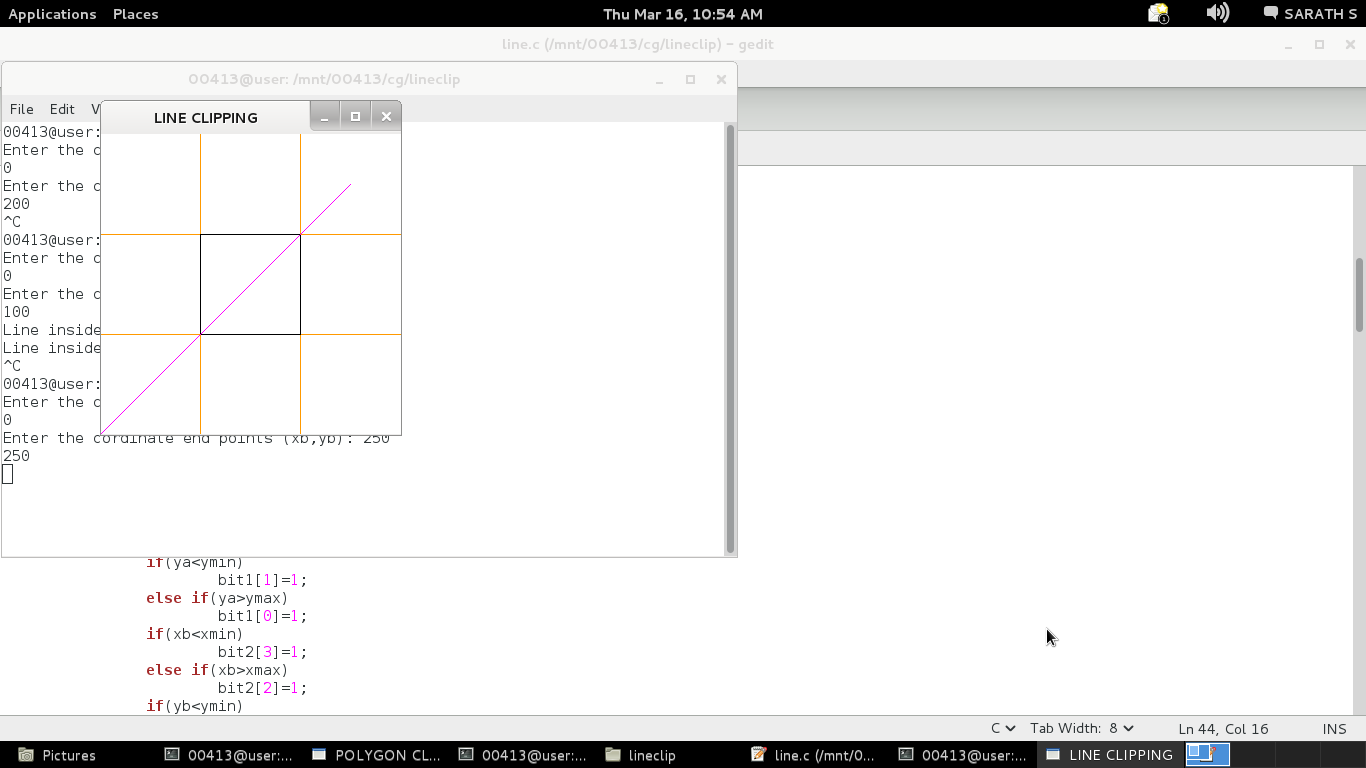 Applications Places Thu Mar 16, 10:54 AM SARATH S
line.c (/mnt/00413/cg/lineclip) - gedit
00413@user: /mnt/00413/cg/lineclip
File Edit V
LINE CLIPPING
00413@user:
Enter the c
0
Enter the c
200
^C
00413@user:
Enter the c
0
Enter the c
100
Line inside
Line inside
^C
00413@user:
Enter the c
0
Enter the cordinate end points (xb,yb): 250
250
if(ya<ymin)
bit1[1]=1;
else if(ya>ymax)
bit1[0]=1;
if(xb<xmin)
bit2[3]=1;
else if(xb>xmax)
bit2[2]=1;
if(yb<ymin)
C Tab Width: 8 Ln 44, Col 16 INS
Pictures 00413@user:... POLYGON CL... 00413@user:... lineclip line.c (/mnt/0... 00413@user:... LINE CLIPPING